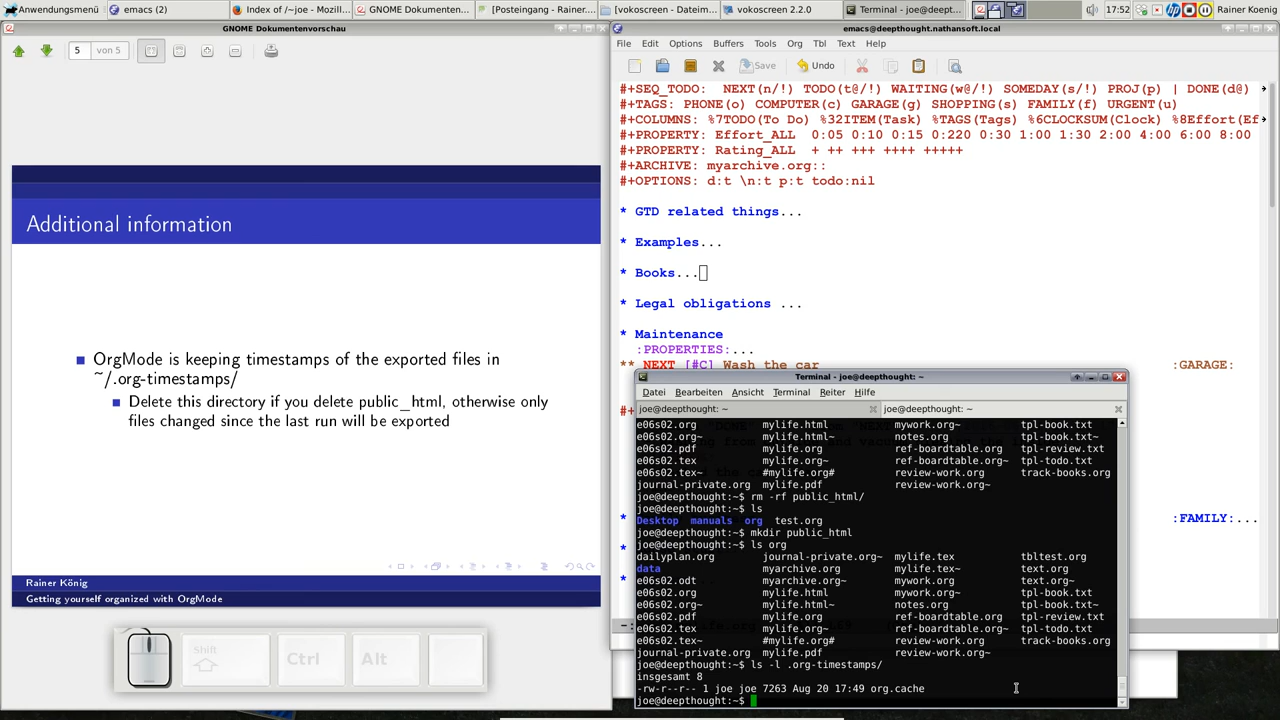 Anwendungsmenü
emacs (2)
Index of /~joe - Mozill...
GNOME Dokumenten...
[Posteingang - Rainer...
[vokoscreen - Dateim...
vokoscreen 2.2.0
Terminal - joe@deept...
17:52
Rainer Koenig
GNOME Dokumentenvorschau
5 von 5
Additional information
OrgMode is keeping timestamps of the exported files in
~/.org-timestamps/
Delete this directory if you delete public_html, otherwise only
files changed since the last run will be exported
Rainer König
Getting yourself organized with OrgMode
Shift
Ctrl
Alt
emacs@deepthought.nathansoft.local
File Edit Options Buffers Tools Org Tbl Text Help
Save Undo
#+SEQ_TODO: NEXT(n/!) TODO(t@/!) WAITING(w@/!) SOMEDAY(s/!) PROJ(p) | DONE(d@)
#+TAGS: PHONE(o) COMPUTER(c) GARAGE(g) SHOPPING(s) FAMILY(f) URGENT(u)
#+COLUMNS: %7TODO(To Do) %32ITEM(Task) %TAGS(Tags) %6CLOCKSUM(Clock) %8Effort(Ef
#+PROPERTY: Effort_ALL 0:05 0:10 0:15 0:220 0:30 1:00 1:30 2:00 4:00 6:00 8:00
#+PROPERTY: Rating_ALL + ++ +++ ++++ +++++
#+ARCHIVE: myarchive.org::
#+OPTIONS: d:t \n:t p:t todo:nil
* GTD related things...
* Examples...
* Books...
* Legal obligations ...
* Maintenance
:PROPERTIES:...
** NEXT [#C] Wash the car :GARAGE:
:FAMILY:...
Terminal - joe@deepthought: ~
Datei Bearbeiten Ansicht Terminal Reiter Hilfe
joe@deepthought: ~ joe@deepthought: ~
e06s02.org mylife.html mywork.org~ tpl-book.txt
e06s02.org~ mylife.html~ notes.org tpl-book.txt~
e06s02.pdf mylife.org ref-boardtable.org tpl-review.txt
e06s02.tex mylife.org~ ref-boardtable.org~ tpl-todo.txt
e06s02.tex~ #mylife.org# review-work.org track-books.org
journal-private.org mylife.pdf review-work.org~
joe@deepthought:~$ rm -rf public_html/
joe@deepthought:~$ ls
Desktop manuals org test.org
joe@deepthought:~$ mkdir public_html
joe@deepthought:~$ ls org
dailyplan.org journal-private.org~ mylife.tex tbltest.org
data myarchive.org mylife.tex~ text.org
e06s02.odt myarchive.org~ mywork.org text.org~
e06s02.org mylife.html mywork.org~ tpl-book.txt
e06s02.org~ mylife.html~ notes.org tpl-book.txt~
e06s02.pdf mylife.org ref-boardtable.org tpl-review.txt
e06s02.tex mylife.org~ ref-boardtable.org~ tpl-todo.txt
e06s02.tex~ #mylife.org# review-work.org track-books.org
journal-private.org mylife.pdf review-work.org~
joe@deepthought:~$ ls -l .org-timestamps/
insgesamt 8
-rw-r--r-- 1 joe joe 7263 Aug 20 17:49 org.cache
joe@deepthought:~$